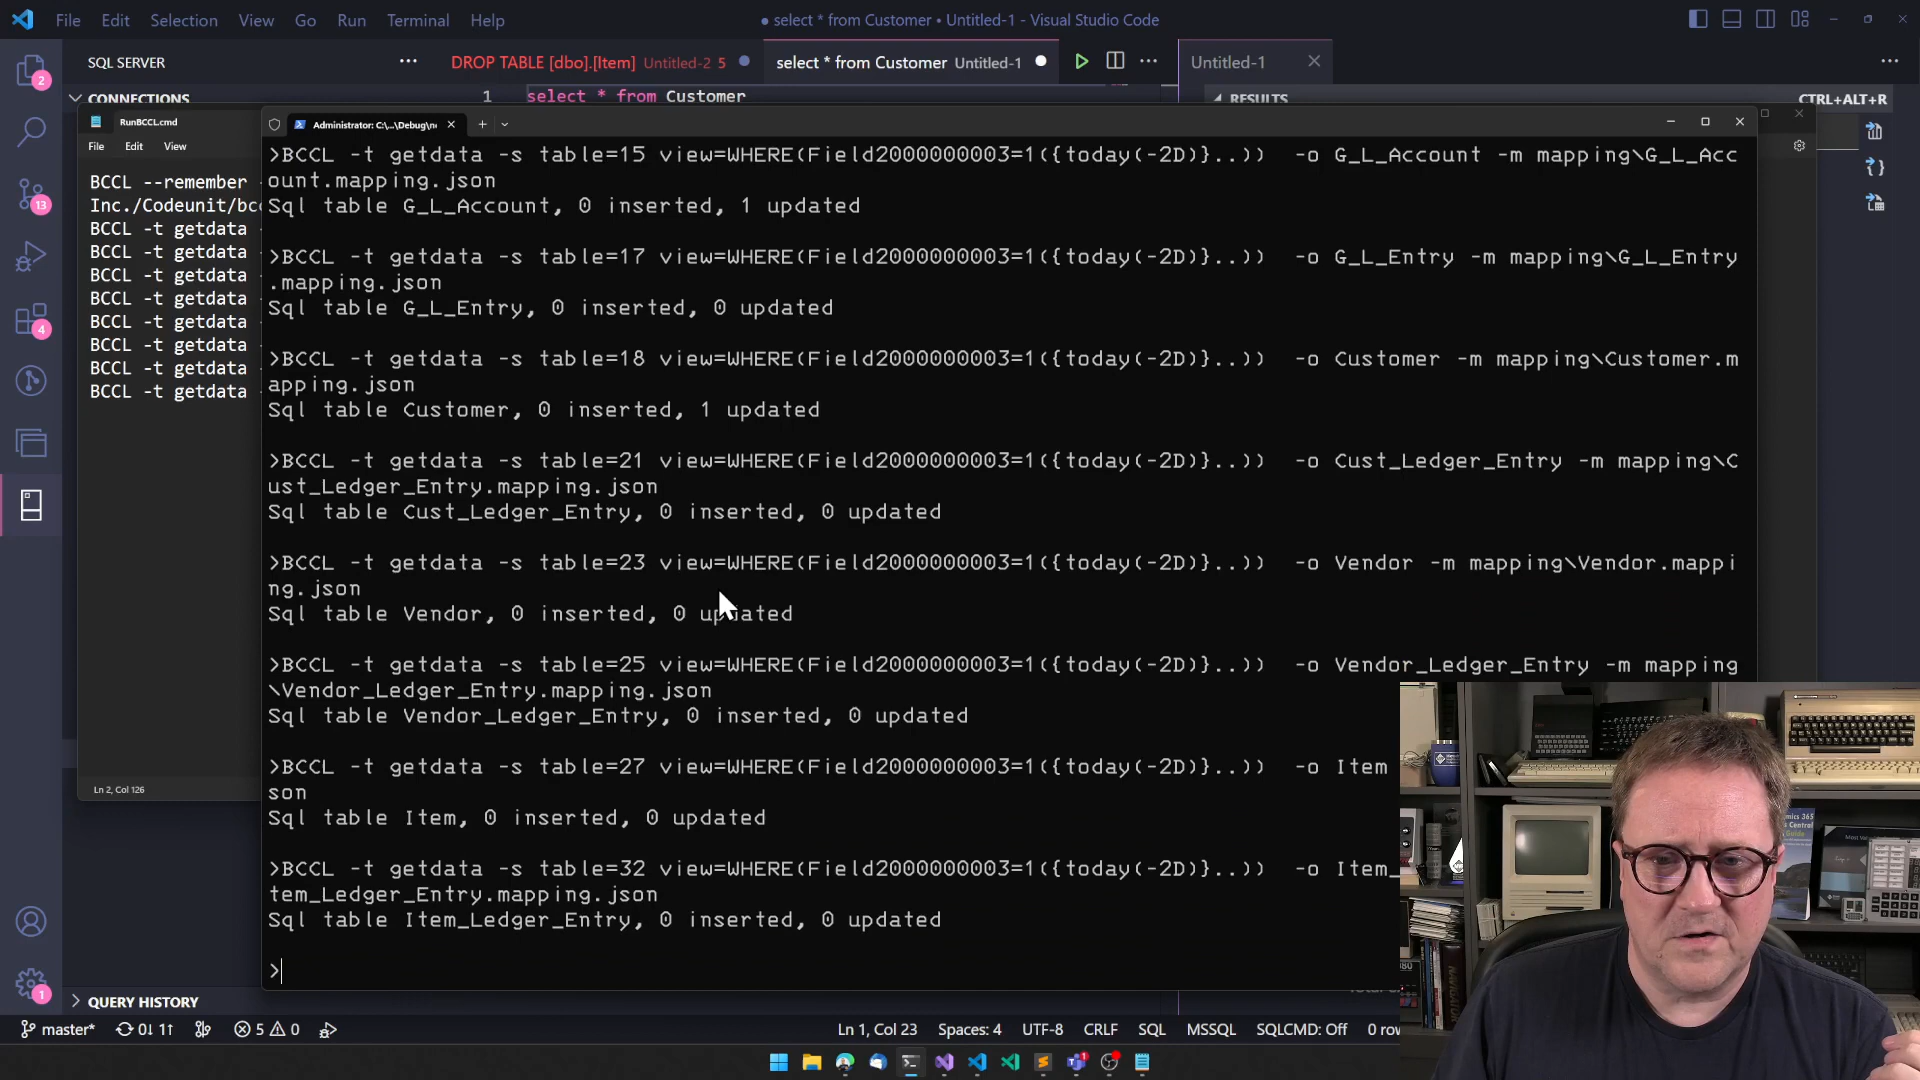 File Edit Selection View Go Run Terminal Help
● select * from Customer • Untitled-1 - Visual Studio Code
SQL SERVER
DROP TABLE [dbo].[Item] Untitled-2 5
select * from Customer Untitled-1
Untitled-1
CONNECTIONS
1 select * from Customer
RESULTS
CTRL+ALT+R
RunBCCL.cmd
File Edit View
BCCL --remember
Inc./Codeunit/bcc
BCCL -t getdata -
BCCL -t getdata -
BCCL -t getdata -
BCCL -t getdata -
BCCL -t getdata -
BCCL -t getdata -
BCCL -t getdata -
BCCL -t getdata -
Ln 2, Col 126
Administrator: C:\...\Debug\n
>BCCL -t getdata -s table=15 view=WHERE(Field2000000003=1({today(-2D)}..)) -o G_L_Account -m mapping\G_L_Acc
ount.mapping.json
Sql table G_L_Account, 0 inserted, 1 updated
>BCCL -t getdata -s table=17 view=WHERE(Field2000000003=1({today(-2D)}..)) -o G_L_Entry -m mapping\G_L_Entry
.mapping.json
Sql table G_L_Entry, 0 inserted, 0 updated
>BCCL -t getdata -s table=18 view=WHERE(Field2000000003=1({today(-2D)}..)) -o Customer -m mapping\Customer.m
apping.json
Sql table Customer, 0 inserted, 1 updated
>BCCL -t getdata -s table=21 view=WHERE(Field2000000003=1({today(-2D)}..)) -o Cust_Ledger_Entry -m mapping\C
ust_Ledger_Entry.mapping.json
Sql table Cust_Ledger_Entry, 0 inserted, 0 updated
>BCCL -t getdata -s table=23 view=WHERE(Field2000000003=1({today(-2D)}..)) -o Vendor -m mapping\Vendor.mappi
ng.json
Sql table Vendor, 0 inserted, 0 updated
>BCCL -t getdata -s table=25 view=WHERE(Field2000000003=1({today(-2D)}..)) -o Vendor_Ledger_Entry -m mapping
\Vendor_Ledger_Entry.mapping.json
Sql table Vendor_Ledger_Entry, 0 inserted, 0 updated
>BCCL -t getdata -s table=27 view=WHERE(Field2000000003=1({today(-2D)}..)) -o Item
son
Sql table Item, 0 inserted, 0 updated
>BCCL -t getdata -s table=32 view=WHERE(Field2000000003=1({today(-2D)}..)) -o Item_
tem_Ledger_Entry.mapping.json
Sql table Item_Ledger_Entry, 0 inserted, 0 updated
>
QUERY HISTORY
master* 0↓ 1↑ 5 0
Ln 1, Col 23 Spaces: 4 UTF-8 CRLF SQL MSSQL SQLCMD: Off 0 row